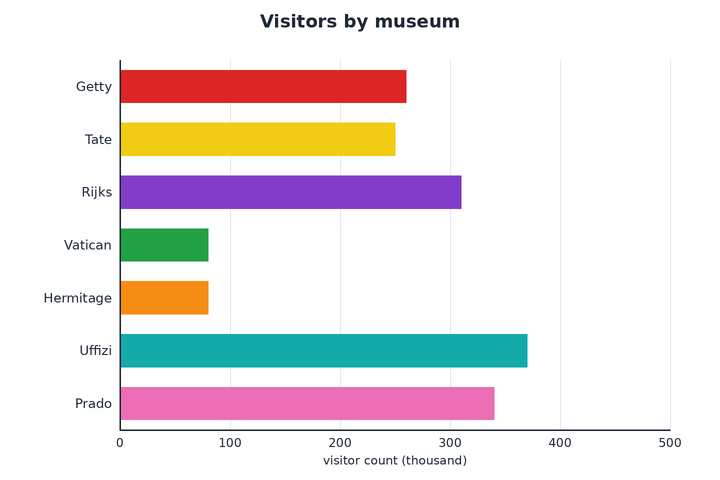 Visitors by museum
Getty
Tate
Rijks
Vatican
Hermitage
Uffizi
Prado
0 100 200 300 400 500
visitor count (thousand)